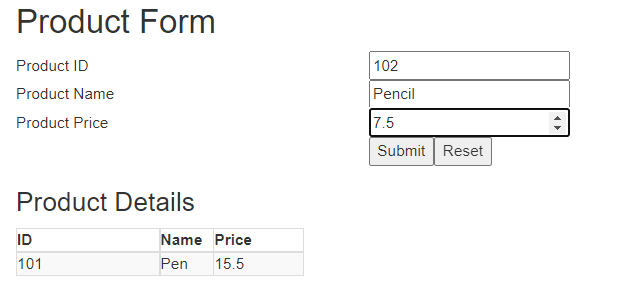 Product Form
Product ID 102
Product Name Pencil
Product Price 7.5
Submit Reset
Product Details
ID Name Price
101 Pen 15.5